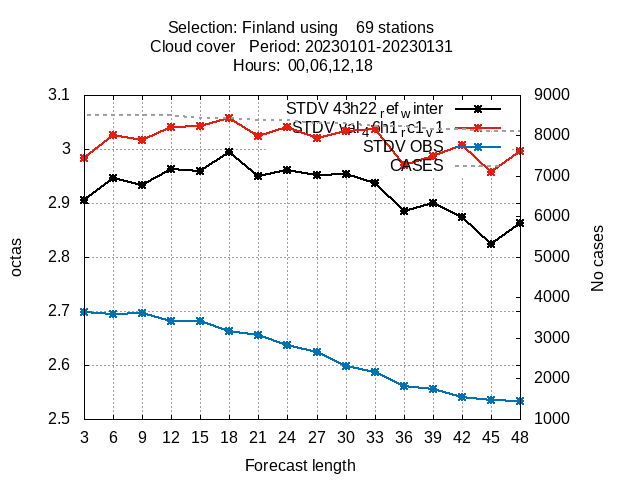 Selection: Finland using    69 stations
Cloud cover   Period: 20230101-20230131
Hours:  00,06,12,18
3.1
3
2.9
2.8
2.7
2.6
2.5
octas
9000
8000
7000
6000
5000
4000
3000
2000
1000
No cases
STDV 43h22refwinter
STDV OBS
CASES
3 6 9 12 15 18 21 24 27 30 33 36 39 42 45 48
Forecast length